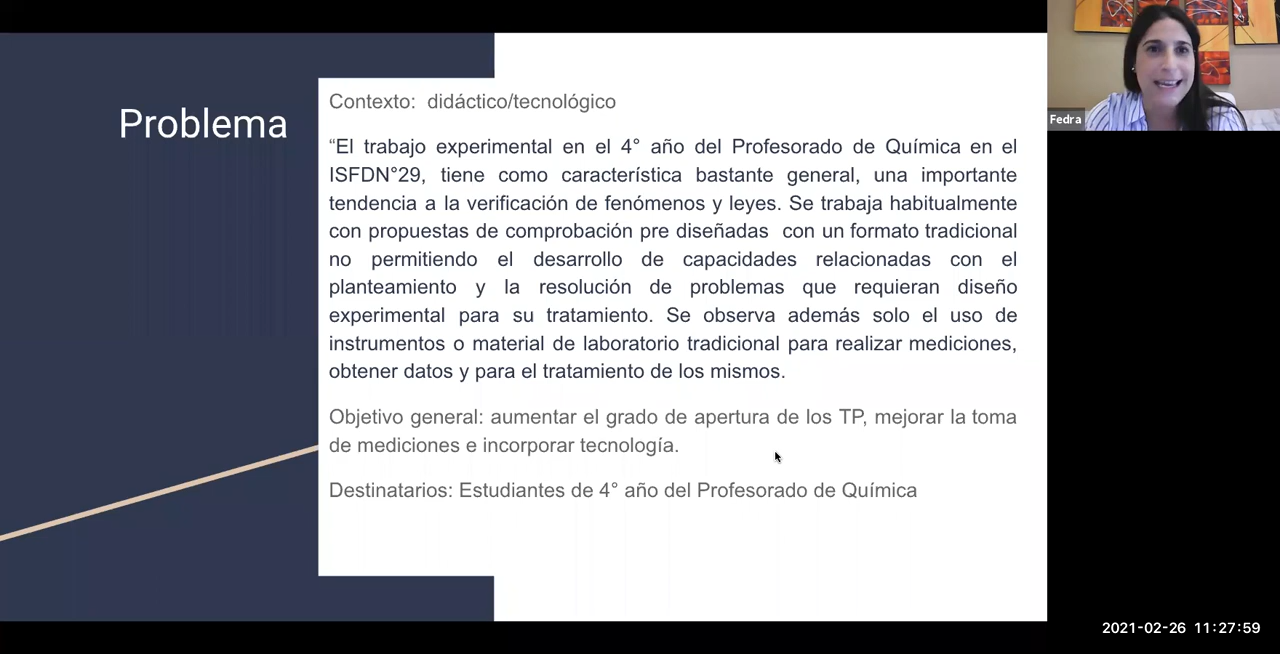 Problema
Contexto:  didáctico/tecnológico
“El trabajo experimental en el 4° año del Profesorado de Química en el
ISFDN°29, tiene como característica bastante general, una importante
tendencia a la verificación de fenómenos y leyes. Se trabaja habitualmente
con propuestas de comprobación pre diseñadas  con un formato tradicional
no permitiendo el desarrollo de capacidades relacionadas con el
planteamiento y la resolución de problemas que requieran diseño
experimental para su tratamiento. Se observa además solo el uso de
instrumentos o material de laboratorio tradicional para realizar mediciones,
obtener datos y para el tratamiento de los mismos.
Objetivo general: aumentar el grado de apertura de los TP, mejorar la toma
de mediciones e incorporar tecnología.
Destinatarios: Estudiantes de 4° año del Profesorado de Química
Fedra
2021-02-26 11:27:59